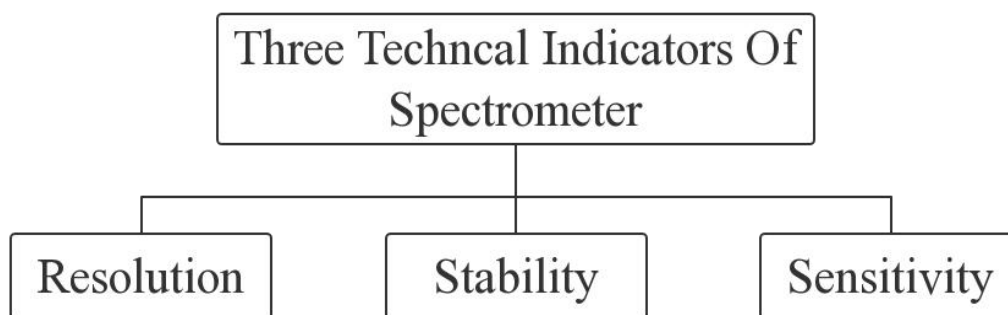 Three Techncal Indicators Of
Spectrometer
Resolution
Stability
Sensitivity